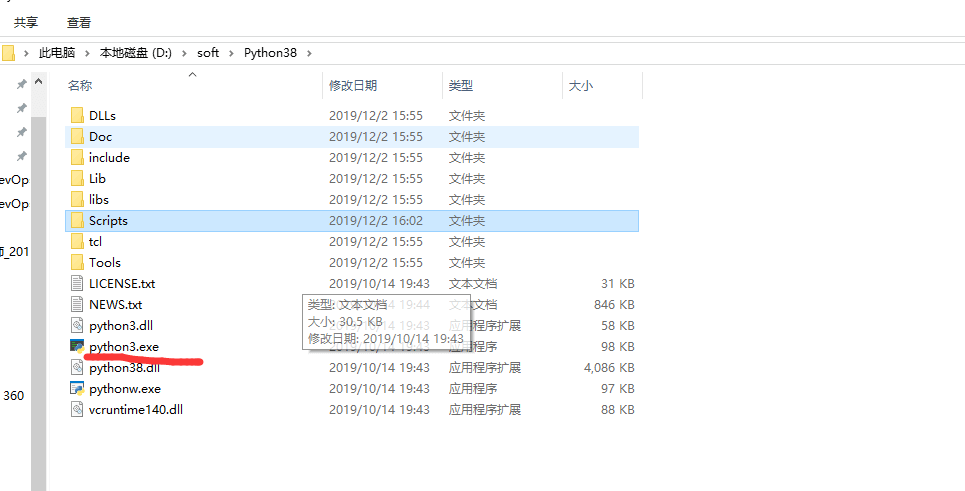 共享 查看
此电脑 本地磁盘 (D:) soft Python38
名称 修改日期 类型 大小
DLLs 2019/12/2 15:55 文件夹
Doc 2019/12/2 15:55 文件夹
include 2019/12/2 15:55 文件夹
Lib 2019/12/2 15:55 文件夹
evOp
libs 2019/12/2 15:55 文件夹
evOp
Scripts 2019/12/2 16:02 文件夹
tcl 2019/12/2 15:55 文件夹
_201
Tools 2019/12/2 15:55 文件夹
LICENSE.txt 2019/10/14 19:43 文本文档 31 KB
NEWS.txt 2019/10/14 19:44 文本文档 846 KB
类型: 文本文档
大小: 30.5 KB
修改日期: 2019/10/14 19:43
python3.dll 应用程序扩展 58 KB
python3.exe 应用程序 98 KB
python38.dll 2019/10/14 19:43 应用程序扩展 4,086 KB
pythonw.exe 2019/10/14 19:43 应用程序 97 KB
360
vcruntime140.dll 2019/10/14 19:43 应用程序扩展 88 KB